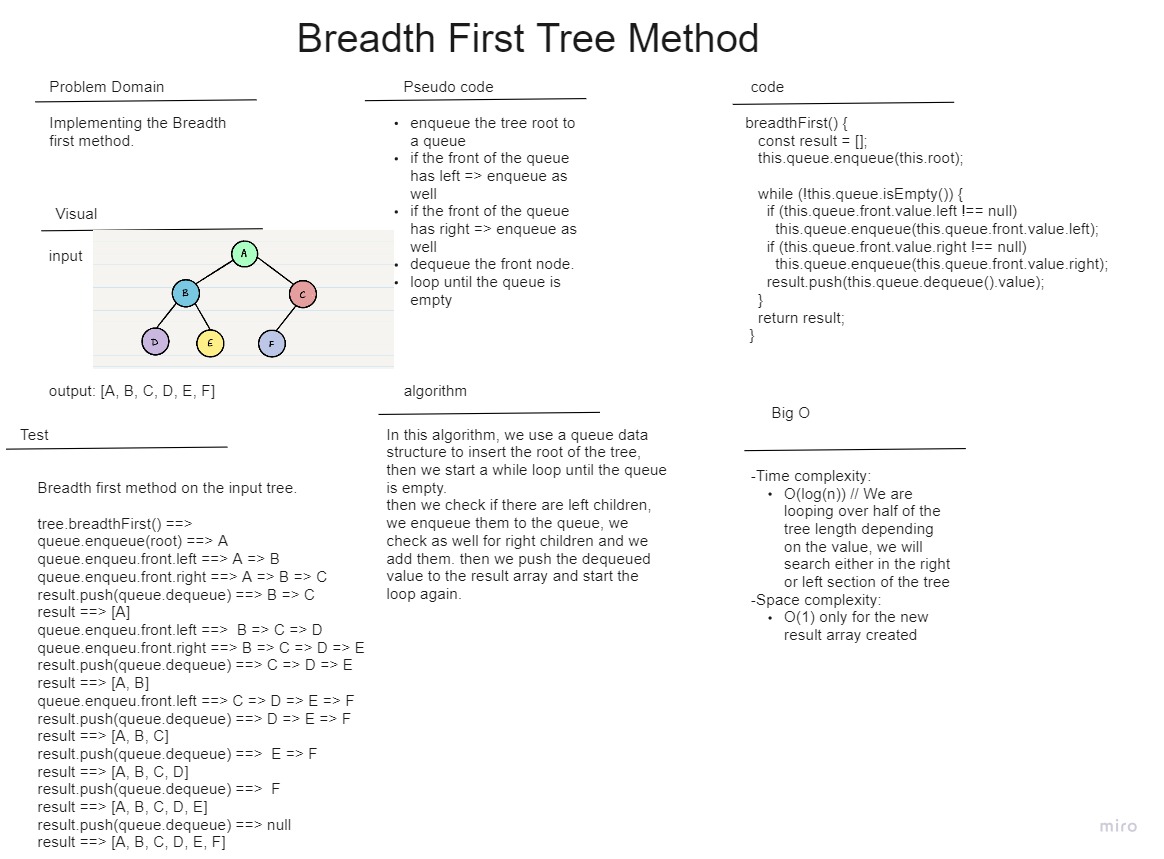 Breadth First Tree Method
Problem Domain
Implementing the Breadth
first method.
Visual
input
A
B
C
D
E
F
output: [A, B, C, D, E, F]
Test
Breadth first method on the input tree.
tree.breadthFirst() ==>
queue.enqueue(root) ==> A
queue.enqueu.front.left ==> A => B
queue.enqueu.front.right ==> A => B => C
result.push(queue.dequeue) ==> B => C
result ==> [A]
queue.enqueu.front.left ==>  B => C => D
queue.enqueu.front.right ==> B => C => D => E
result.push(queue.dequeue) ==> C => D => E
result ==> [A, B]
queue.enqueu.front.left ==> C => D => E => F
result.push(queue.dequeue) ==> D => E => F
result ==> [A, B, C]
result.push(queue.dequeue) ==>  E => F
result ==> [A, B, C, D]
result.push(queue.dequeue) ==>  F
result ==> [A, B, C, D, E]
result.push(queue.dequeue) ==> null
result ==> [A, B, C, D, E, F]
Pseudo code
• enqueue the tree root to
a queue
• if the front of the queue
has left => enqueue as
well
• if the front of the queue
has right => enqueue as
well
• dequeue the front node.
• loop until the queue is
empty
algorithm
In this algorithm, we use a queue data
structure to insert the root of the tree,
then we start a while loop until the queue
is empty.
then we check if there are left children,
we enqueue them to the queue, we
check as well for right children and we
add them. then we push the dequeued
value to the result array and start the
loop again.
code
breadthFirst() {
const result = [];
this.queue.enqueue(this.root);
while (!this.queue.isEmpty()) {
if (this.queue.front.value.left !== null)
this.queue.enqueue(this.queue.front.value.left);
if (this.queue.front.value.right !== null)
this.queue.enqueue(this.queue.front.value.right);
result.push(this.queue.dequeue().value);
}
return result;
}
Big O
-Time complexity:
• O(log(n)) // We are
looping over half of the
tree length depending
on the value, we will
search either in the right
or left section of the tree
-Space complexity:
• O(1) only for the new
result array created
miro